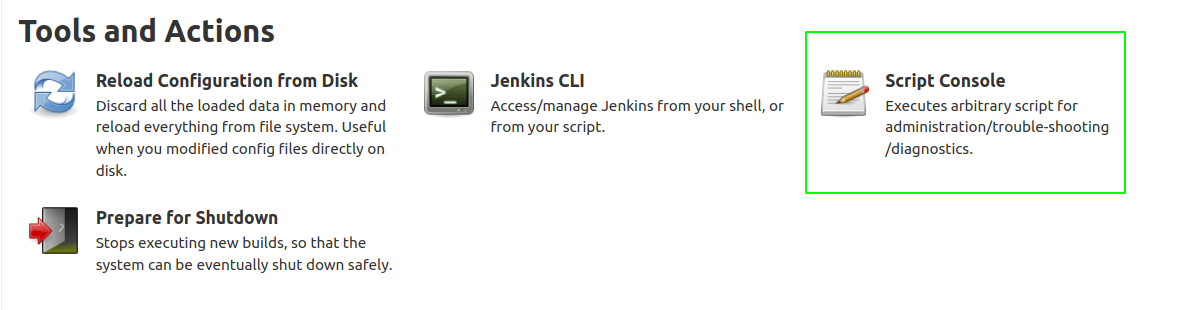 Tools and Actions
Reload Configuration from Disk
Discard all the loaded data in memory and
reload everything from file system. Useful
when you modified config files directly on
disk.
Jenkins CLI
Access/manage Jenkins from your shell, or
from your script.
Script Console
Executes arbitrary script for
administration/trouble-shooting
/diagnostics.
Prepare for Shutdown
Stops executing new builds, so that the
system can be eventually shut down safely.